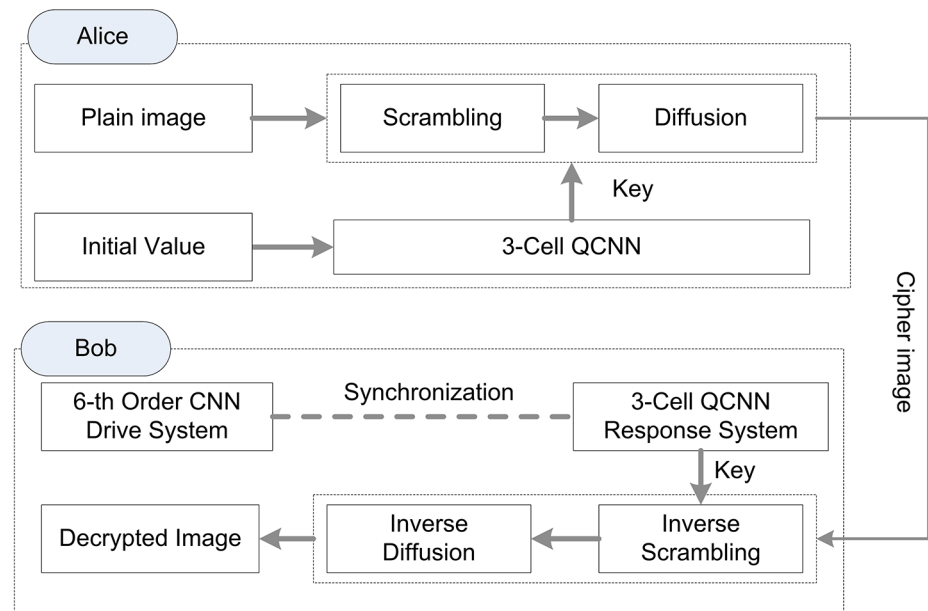 Alice
Plain image
Scrambling
Diffusion
Key
Initial Value
3-Cell QCNN
Cipher image
Bob
6-th Order CNN
Drive System
Synchronization
3-Cell QCNN
Response System
Key
Decrypted Image
Inverse
Diffusion
Inverse
Scrambling